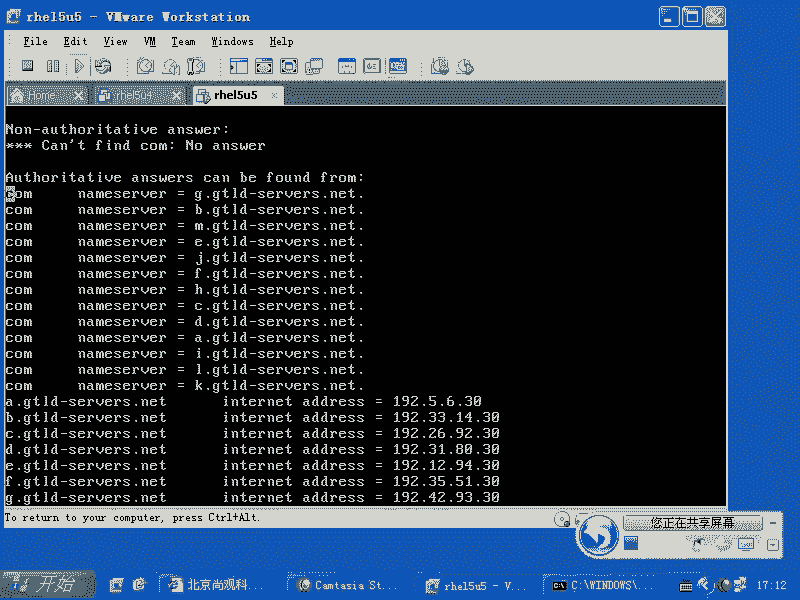 rhel5u5 - VMware Workstation
File Edit View VM Team Windows Help
Home rhel5u4 rhel5u5
Non-authoritative answer:
*** Can't find com: No answer
Authoritative answers can be found from:
com nameserver = g.gtld-servers.net.
com nameserver = b.gtld-servers.net.
com nameserver = m.gtld-servers.net.
com nameserver = e.gtld-servers.net.
com nameserver = j.gtld-servers.net.
com nameserver = f.gtld-servers.net.
com nameserver = h.gtld-servers.net.
com nameserver = c.gtld-servers.net.
com nameserver = d.gtld-servers.net.
com nameserver = a.gtld-servers.net.
com nameserver = i.gtld-servers.net.
com nameserver = l.gtld-servers.net.
com nameserver = k.gtld-servers.net.
a.gtld-servers.net internet address = 192.5.6.30
b.gtld-servers.net internet address = 192.33.14.30
c.gtld-servers.net internet address = 192.26.92.30
d.gtld-servers.net internet address = 192.31.80.30
e.gtld-servers.net internet address = 192.12.94.30
f.gtld-servers.net internet address = 192.35.51.30
g.gtld-servers.net internet address = 192.42.93.30
To return to your computer, press Ctrl+Alt.
您正在共享屏幕
开始 北京尚观科... Camtasia St... rhel5u5 - V... C:\WINDOWS\... 17:12